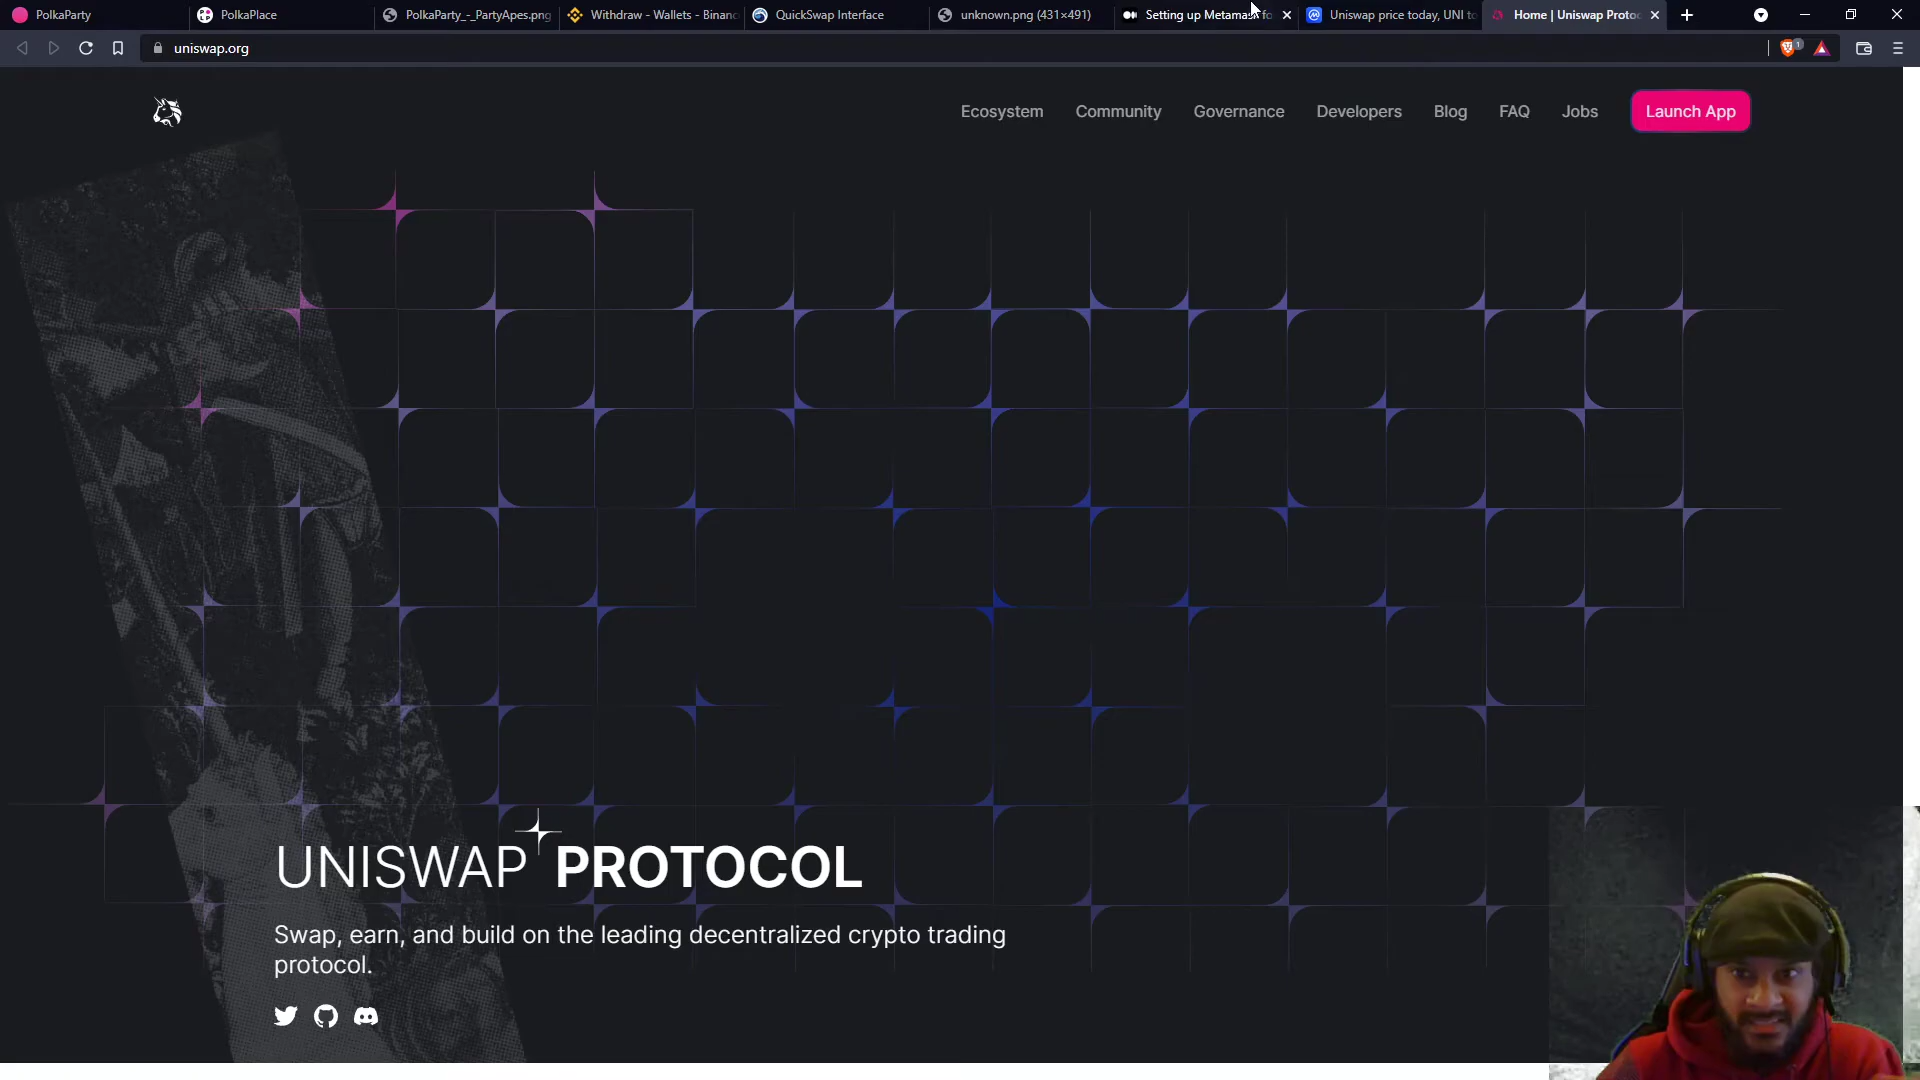 PolkaParty
PolkaPlace
PolkaParty_-_PartyApes.png
Withdraw - Wallets - Binanc
QuickSwap Interface
unknown.png (431×491)
Setting up Metamask fo
Uniswap price today, UNI to
Home | Uniswap Protoc
uniswap.org
1
Ecosystem
Community
Governance
Developers
Blog
FAQ
Jobs
Launch App
UNISWAP PROTOCOL
Swap, earn, and build on the leading decentralized crypto trading
protocol.